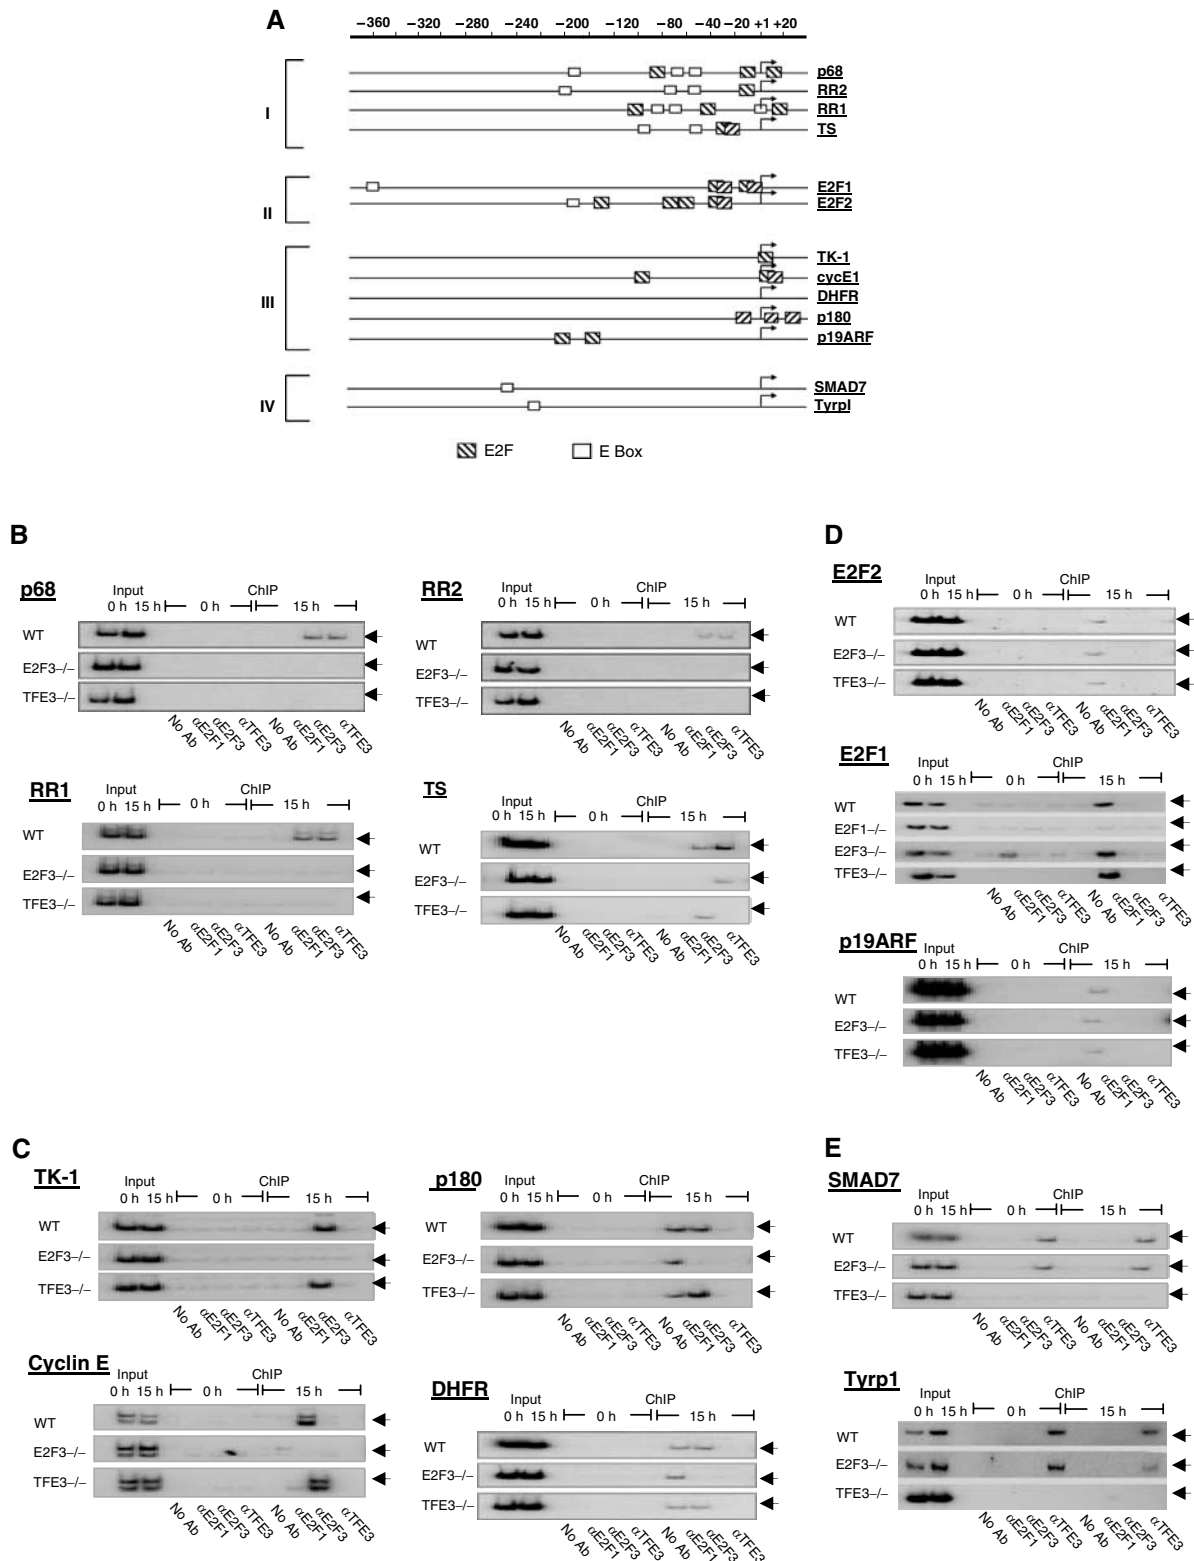 A
−360 −320 −280 −240 −200 −120 −80 −40 −20 +1 +20
I
p68
RR2
RR1
TS
II
E2F1
E2F2
III
TK-1
cycE1
DHFR
p180
p19ARF
IV
SMAD7
TyrpI
E2F
E Box
B
p68
Input ChIP
0 h 15 h 0 h 15 h
WT
E2F3−/−
TFE3−/−
No Ab αE2F1 αE2F3 αTFE3 No Ab αE2F1 αE2F3 αTFE3
RR2
Input ChIP
0 h 15 h 0 h 15 h
WT
E2F3−/−
TFE3−/−
No Ab αE2F1 αE2F3 αTFE3 No Ab αE2F1 αE2F3 αTFE3
RR1
Input ChIP
0 h 15 h 0 h 15 h
WT
E2F3−/−
TFE3−/−
No Ab αE2F1 αE2F3 αTFE3 No Ab αE2F1 αE2F3 αTFE3
TS
Input ChIP
0 h 15 h 0 h 15 h
WT
E2F3−/−
TFE3−/−
No Ab αE2F1 αE2F3 αTFE3 No Ab αE2F1 αE2F3 αTFE3
D
E2F2
Input ChIP
0 h 15 h 0 h 15 h
WT
E2F3−/−
TFE3−/−
No Ab αE2F1 αE2F3 αTFE3 No Ab αE2F1 αE2F3 αTFE3
E2F1
Input ChIP
0 h 15 h 0 h 15 h
WT
E2F1−/−
E2F3−/−
TFE3−/−
No Ab αE2F1 αE2F3 αTFE3 No Ab αE2F1 αE2F3 αTFE3
p19ARF
Input ChIP
0 h 15 h 0 h 15 h
WT
E2F3−/−
TFE3−/−
No Ab αE2F1 αE2F3 αTFE3 No Ab αE2F1 αE2F3 αTFE3
C
TK-1
Input ChIP
0 h 15 h 0 h 15 h
WT
E2F3−/−
TFE3−/−
No Ab αE2F1 αE2F3 αTFE3 No Ab αE2F1 αE2F3 αTFE3
p180
Input ChIP
0 h 15 h 0 h 15 h
WT
E2F3−/−
TFE3−/−
No Ab αE2F1 αE2F3 αTFE3 No Ab αE2F1 αE2F3 αTFE3
Cyclin E
Input ChIP
0 h 15 h 0 h 15 h
WT
E2F3−/−
TFE3−/−
No Ab αE2F1 αE2F3 αTFE3 No Ab αE2F1 αE2F3 αTFE3
DHFR
Input ChIP
0 h 15 h 0 h 15 h
WT
E2F3−/−
TFE3−/−
No Ab αE2F1 αE2F3 αTFE3 No Ab αE2F1 αE2F3 αTFE3
E
SMAD7
Input ChIP
0 h 15 h 0 h 15 h
WT
E2F3−/−
TFE3−/−
No Ab αE2F1 αE2F3 αTFE3 No Ab αE2F1 αE2F3 αTFE3
Tyrp1
Input ChIP
0 h 15 h 0 h 15 h
WT
E2F3−/−
TFE3−/−
No Ab αE2F1 αE2F3 αTFE3 No Ab αE2F1 αE2F3 αTFE3